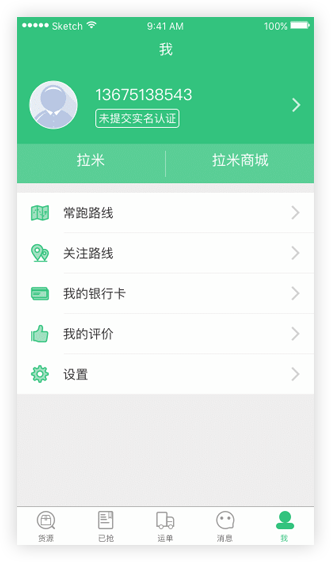 Sketch
9:41 AM
100%
我
13675138543
未提交实名认证
拉米
拉米商城
常跑路线
关注路线
我的银行卡
我的评价
设置
货源
已抢
运单
消息
我